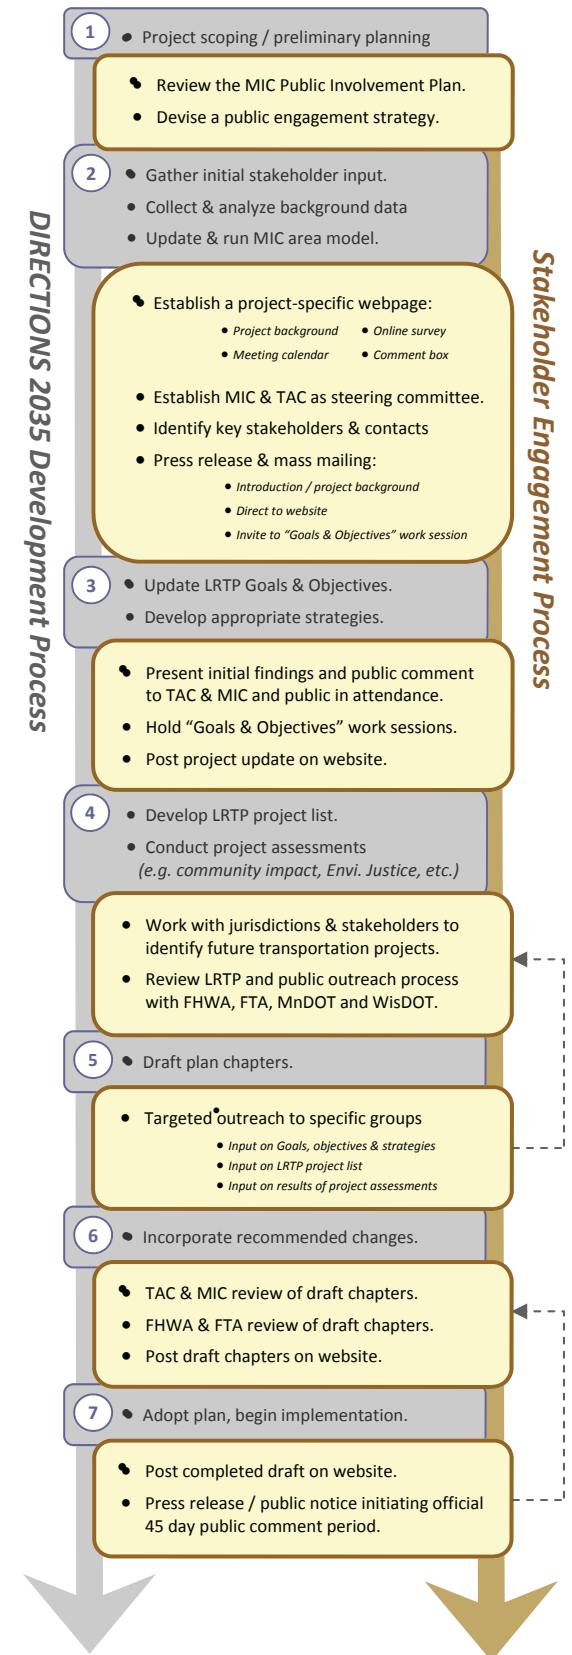 1
• Project scoping / preliminary planning
• Review the MIC Public Involvement Plan.
• Devise a public engagement strategy.
2
• Gather initial stakeholder input.
• Collect & analyze background data
• Update & run MIC area model.
DIRECTIONS 2035 Development Process
Stakeholder Engagement Process
• Establish a project-specific webpage:
• Project background • Online survey
• Meeting calendar • Comment box
• Establish MIC & TAC as steering committee.
• Identify key stakeholders & contacts
• Press release & mass mailing:
• Introduction / project background
• Direct to website
• Invite to “Goals & Objectives” work session
3
• Update LRTP Goals & Objectives.
• Develop appropriate strategies.
• Present initial findings and public comment
to TAC & MIC and public in attendance.
• Hold “Goals & Objectives” work sessions.
• Post project update on website.
4
• Develop LRTP project list.
• Conduct project assessments
(e.g. community impact, Envi. Justice, etc.)
• Work with jurisdictions & stakeholders to
identify future transportation projects.
• Review LRTP and public outreach process
with FHWA, FTA, MnDOT and WisDOT.
5
• Draft plan chapters.
• Targeted outreach to specific groups
• Input on Goals, objectives & strategies
• Input on LRTP project list
• Input on results of project assessments
6
• Incorporate recommended changes.
• TAC & MIC review of draft chapters.
• FHWA & FTA review of draft chapters.
• Post draft chapters on website.
7
• Adopt plan, begin implementation.
• Post completed draft on website.
• Press release / public notice initiating official
45 day public comment period.